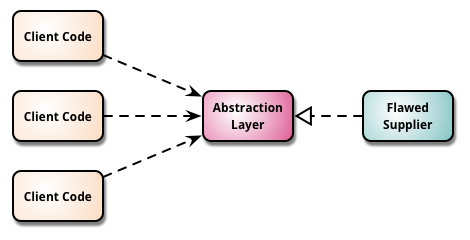 Client Code
Client Code
Abstraction
Layer
Flawed
Supplier
Client Code